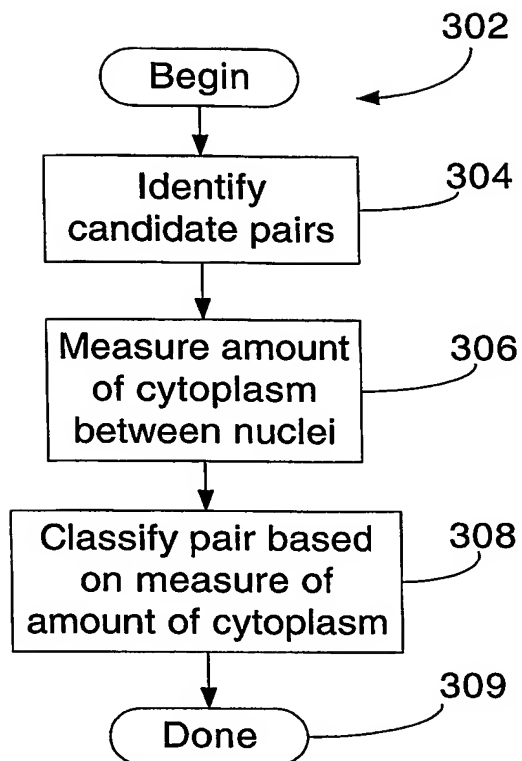 302
Begin
304
Identify
candidate pairs
306
Measure amount
of cytoplasm
between nuclei
308
Classify pair based
on measure of
amount of cytoplasm
309
Done